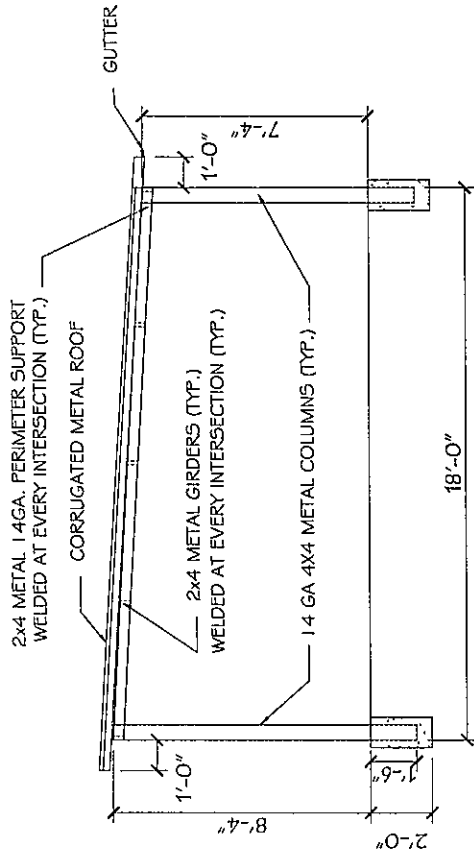 2x4 METAL 14GA. PERIMETER SUPPORT
WELDED AT EVERY INTERSECTION (TYP.)
CORRUGATED METAL ROOF
GUTTER
1'-0"
7'-4"
2x4 METAL GIRDERS (TYP.)
WELDED AT EVERY INTERSECTION (TYP.)
14 GA 4X4 METAL COLUMNS (TYP.)
1'-0"
8'-4"
1'-6"
2'-0"
18'-0"